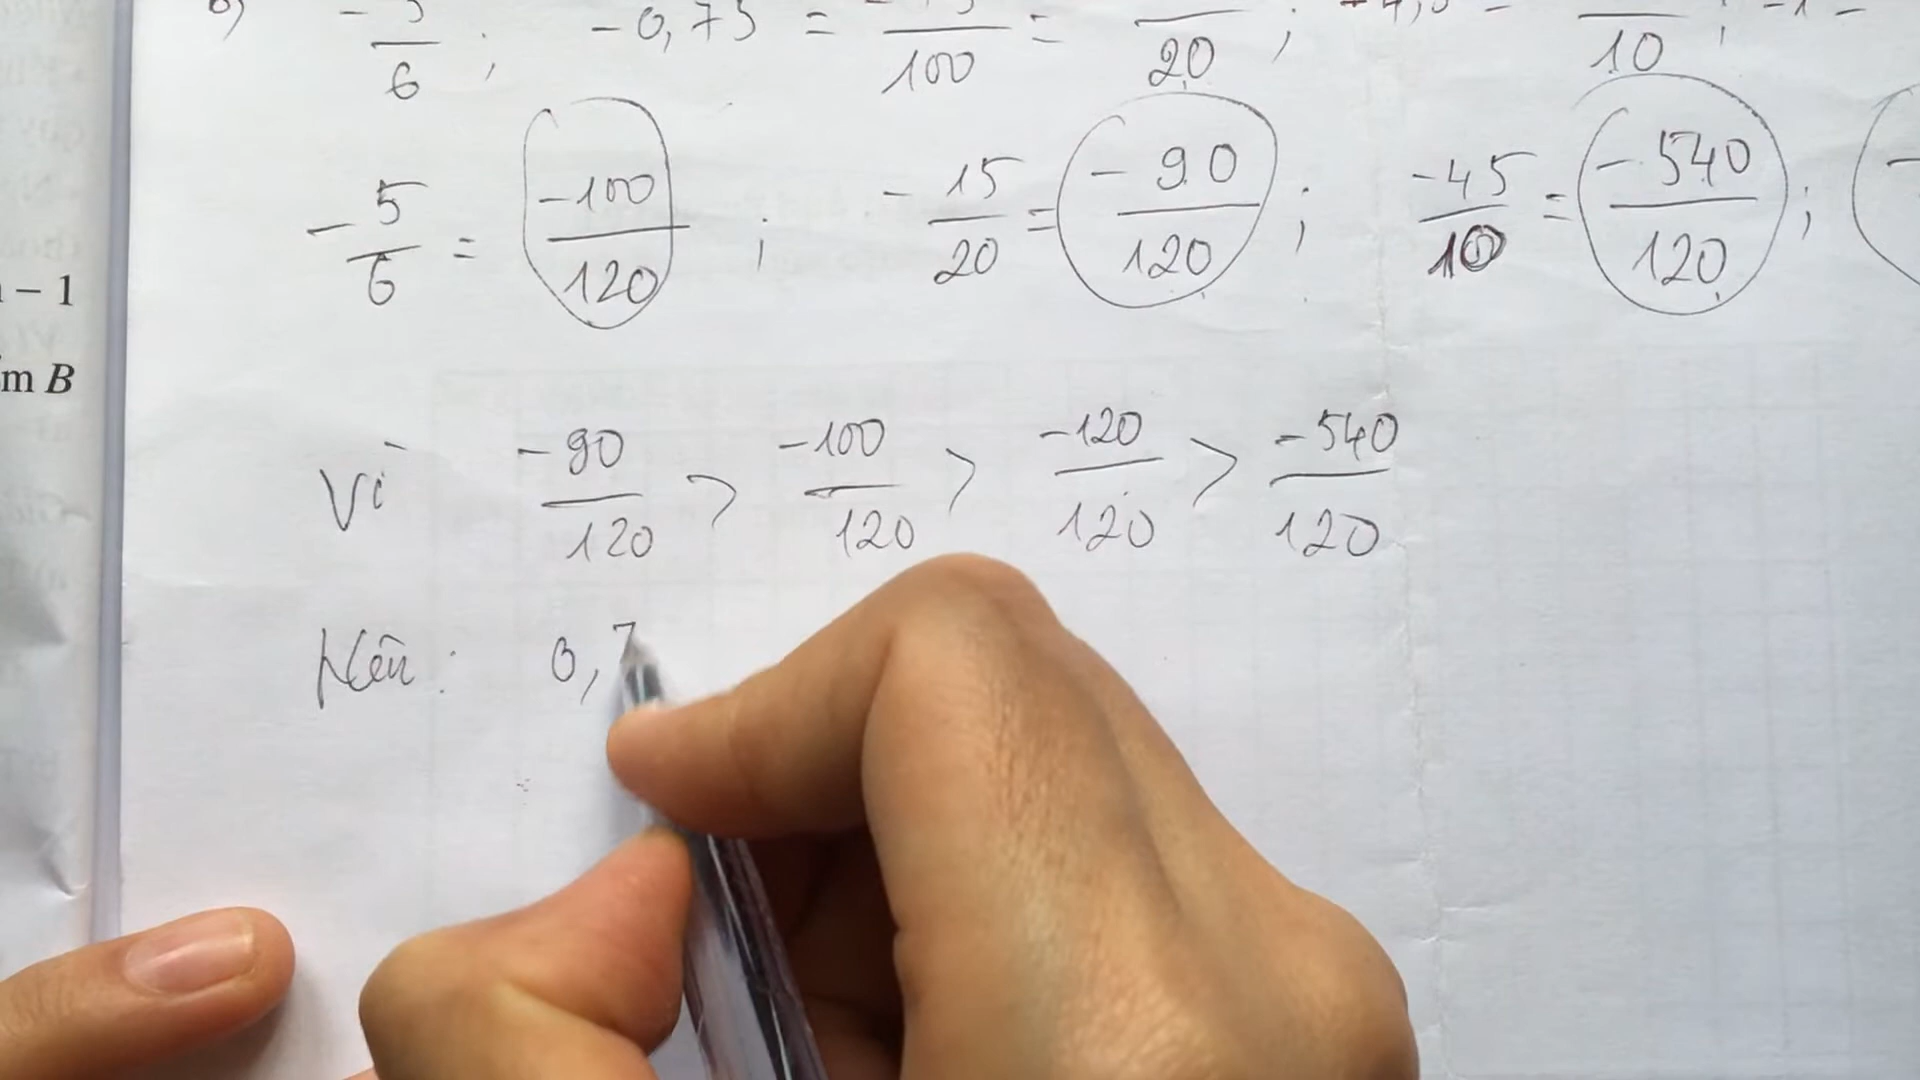 -5/6 ; -0,75 = /100 = /20 ; /10 ; -1
-5/6 = -100/120 ; -15/20 = -90/120 ; -45/10 = -540/120 ;
- 1
m B
Vì -90/120 > -100/120 > -120/120 > -540/120
Nên: 0,7